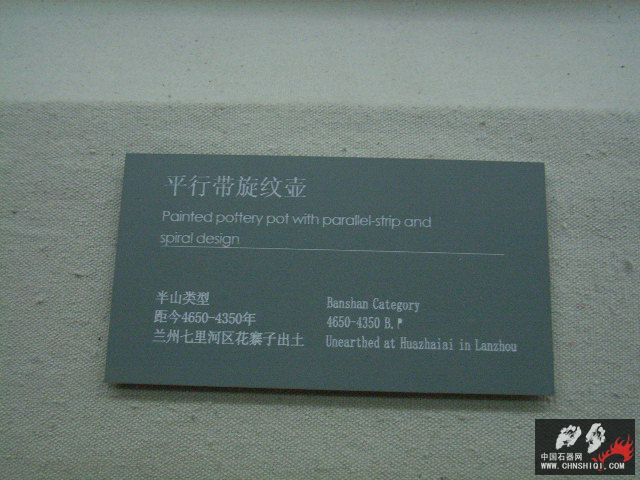 平行带旋纹壶
Painted pottery pot with parallel-strip and
spiral design
半山类型
距今4650-4350年
兰州七里河区花寨子出土
Banshan Category
4650-4350 B.P
Unearthed at Huazhaiai in Lanzhou
中国石器网
WWW.CHNSHIQI.COM